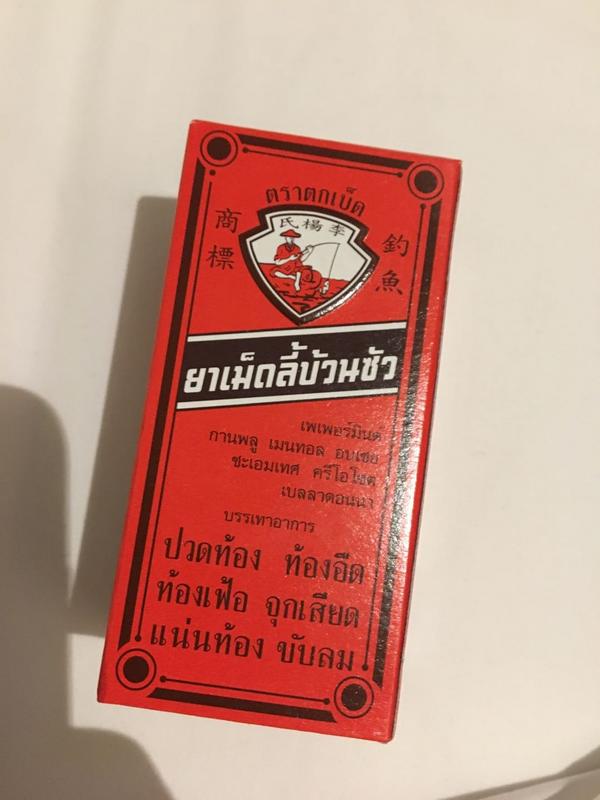 ตราตกเบ็ด
商標
氏楊李
釣魚
ยาเม็ดลี้บ้วนซัว
เพเพอร์มินต์
กานพลู เมนทอล อบเชย
ชะเอมเทศ ครีโอโซต
เบลลาดอนนา
บรรเทาอาการ
ปวดท้อง ท้องอืด
ท้องเฟ้อ จุกเสียด
แน่นท้อง ขับลม